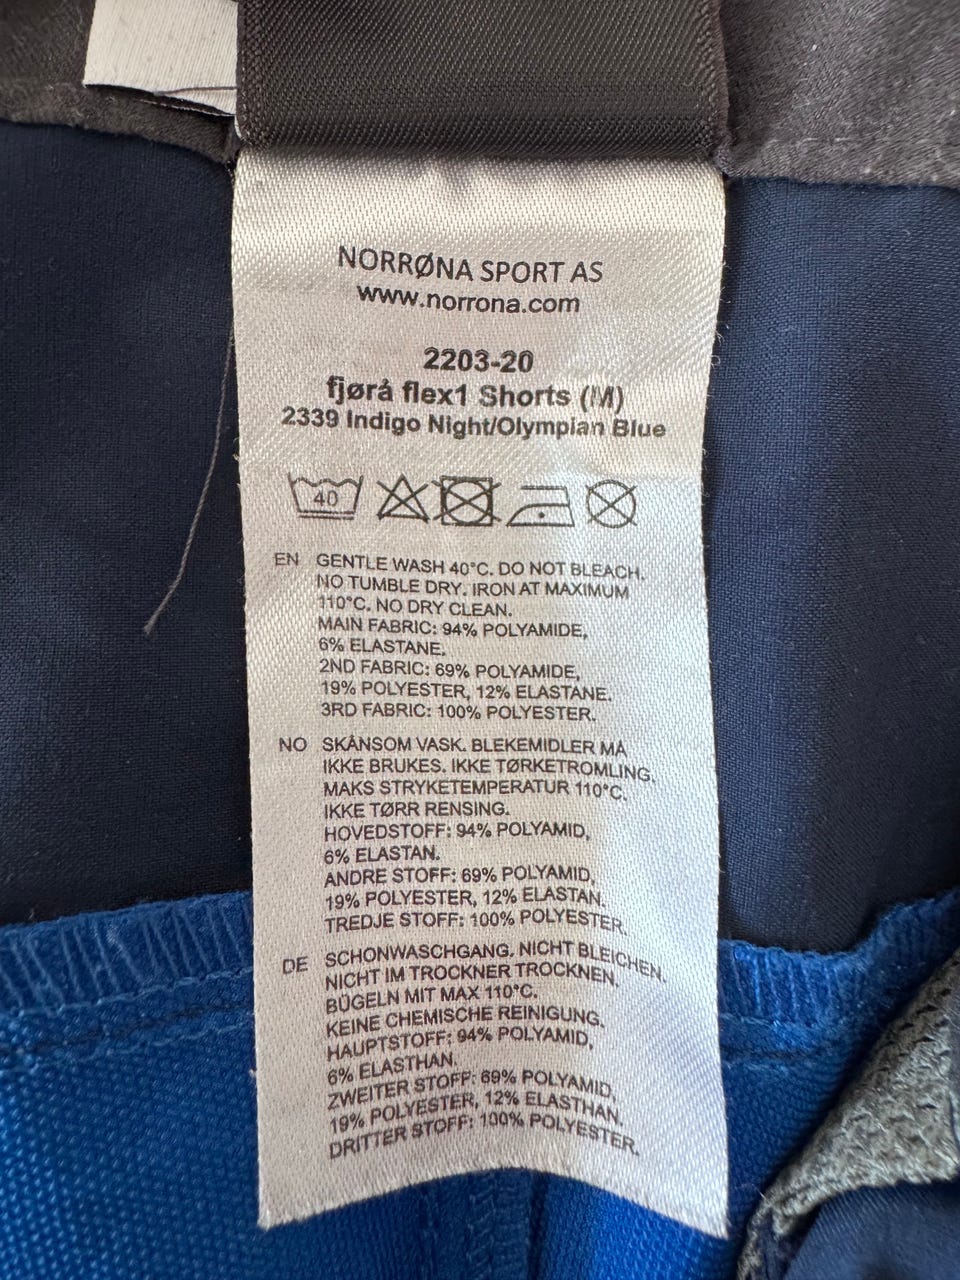 NORRØNA SPORT AS
www.norrona.com
2203-20
fjørå flex1 Shorts (M)
2339 Indigo Night/Olympian Blue
40
EN GENTLE WASH 40°C. DO NOT BLEACH.
NO TUMBLE DRY. IRON AT MAXIMUM
110°C. NO DRY CLEAN.
MAIN FABRIC: 94% POLYAMIDE,
6% ELASTANE.
2ND FABRIC: 69% POLYAMIDE,
19% POLYESTER, 12% ELASTANE.
3RD FABRIC: 100% POLYESTER.
NO SKÅNSOM VASK. BLEKEMIDLER MÅ
IKKE BRUKES. IKKE TØRKETROMLING.
MAKS STRYKETEMPERATUR 110°C.
IKKE TØRR RENSING.
HOVEDSTOFF: 94% POLYAMID,
6% ELASTAN.
ANDRE STOFF: 69% POLYAMID,
19% POLYESTER, 12% ELASTAN.
TREDJE STOFF: 100% POLYESTER.
DE SCHONWASCHGANG. NICHT BLEICHEN.
NICHT IM TROCKNER TROCKNEN.
BÜGELN MIT MAX 110°C.
KEINE CHEMISCHE REINIGUNG.
HAUPTSTOFF: 94% POLYAMID,
6% ELASTHAN.
ZWEITER STOFF: 69% POLYAMID,
19% POLYESTER, 12% ELASTHAN.
DRITTER STOFF: 100% POLYESTER.